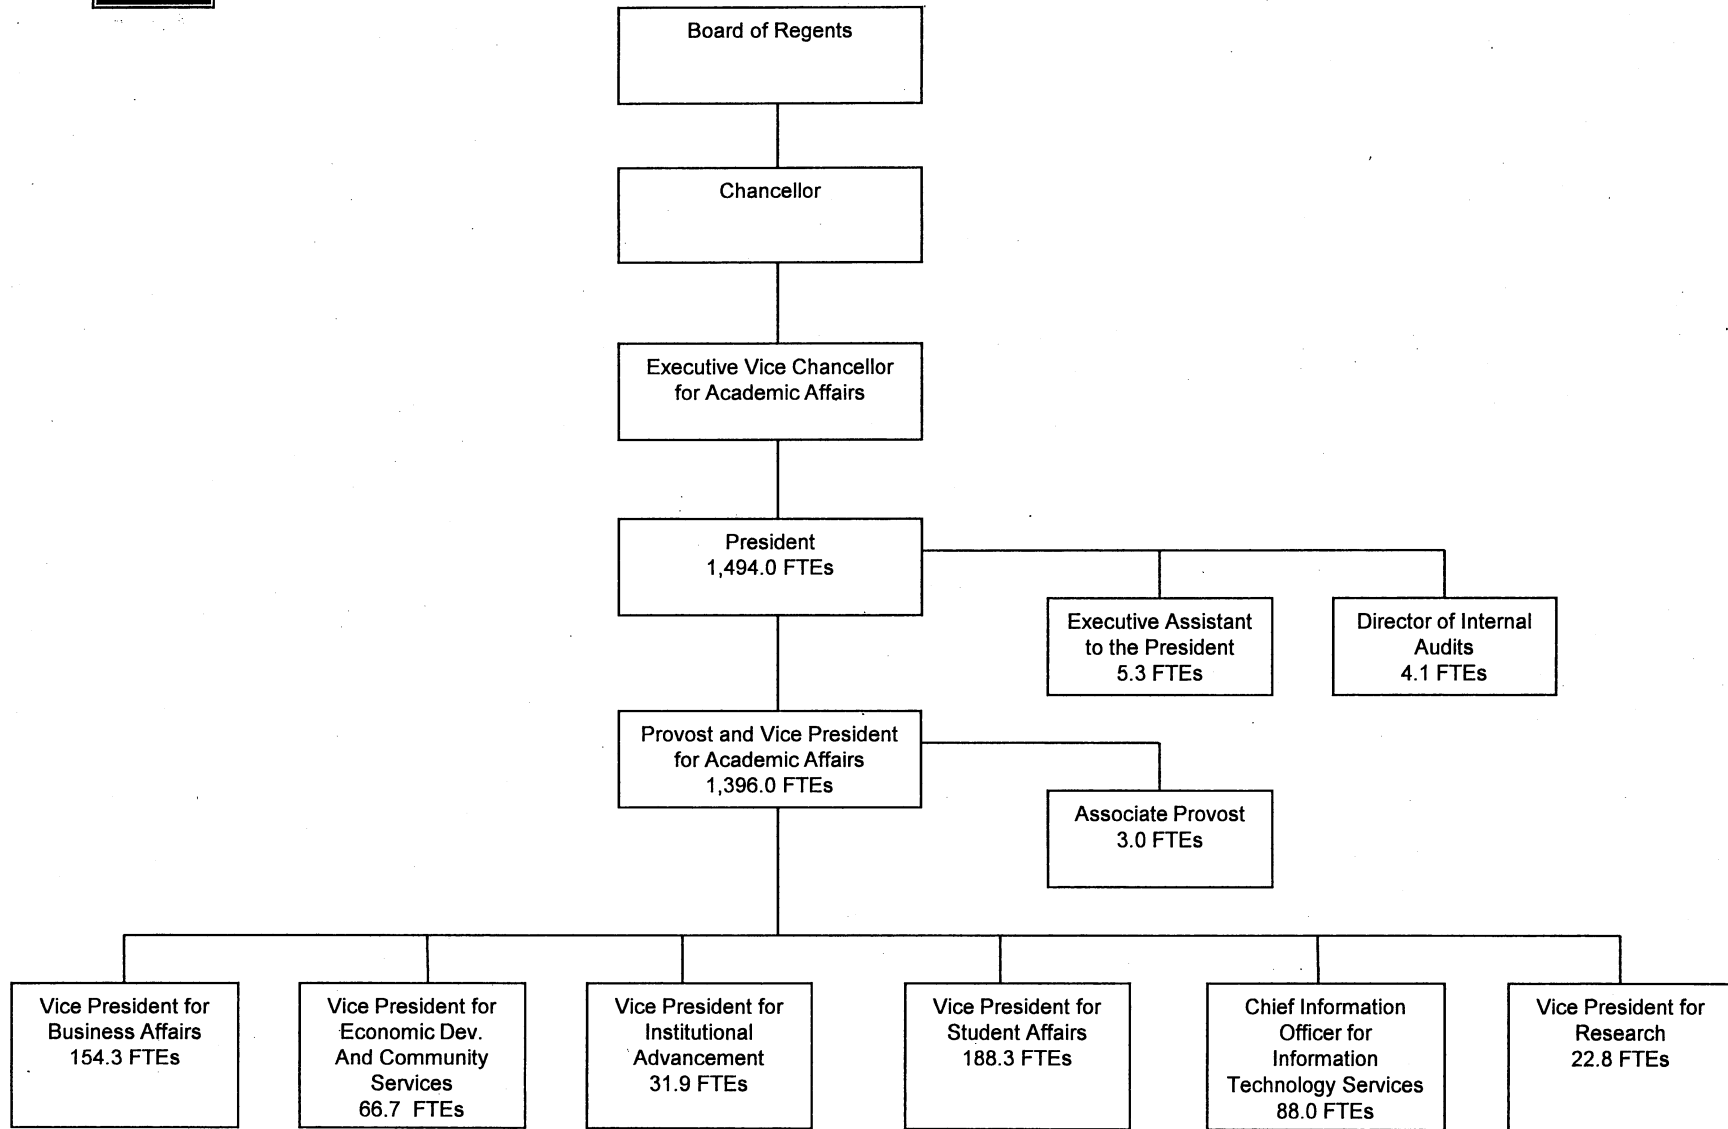 Board of Regents
Chancellor
Executive Vice Chancellor
for Academic Affairs
President
1,494.0 FTEs
Executive Assistant
to the President
5.3 FTEs
Director of Internal
Audits
4.1 FTEs
Provost and Vice President
for Academic Affairs
1,396.0 FTEs
Associate Provost
3.0 FTEs
Vice President for
Business Affairs
154.3 FTEs
Vice President for
Economic Dev.
And Community
Services
66.7 FTEs
Vice President for
Institutional
Advancement
31.9 FTEs
Vice President for
Student Affairs
188.3 FTEs
Chief Information
Officer for
Information
Technology Services
88.0 FTEs
Vice President for
Research
22.8 FTEs